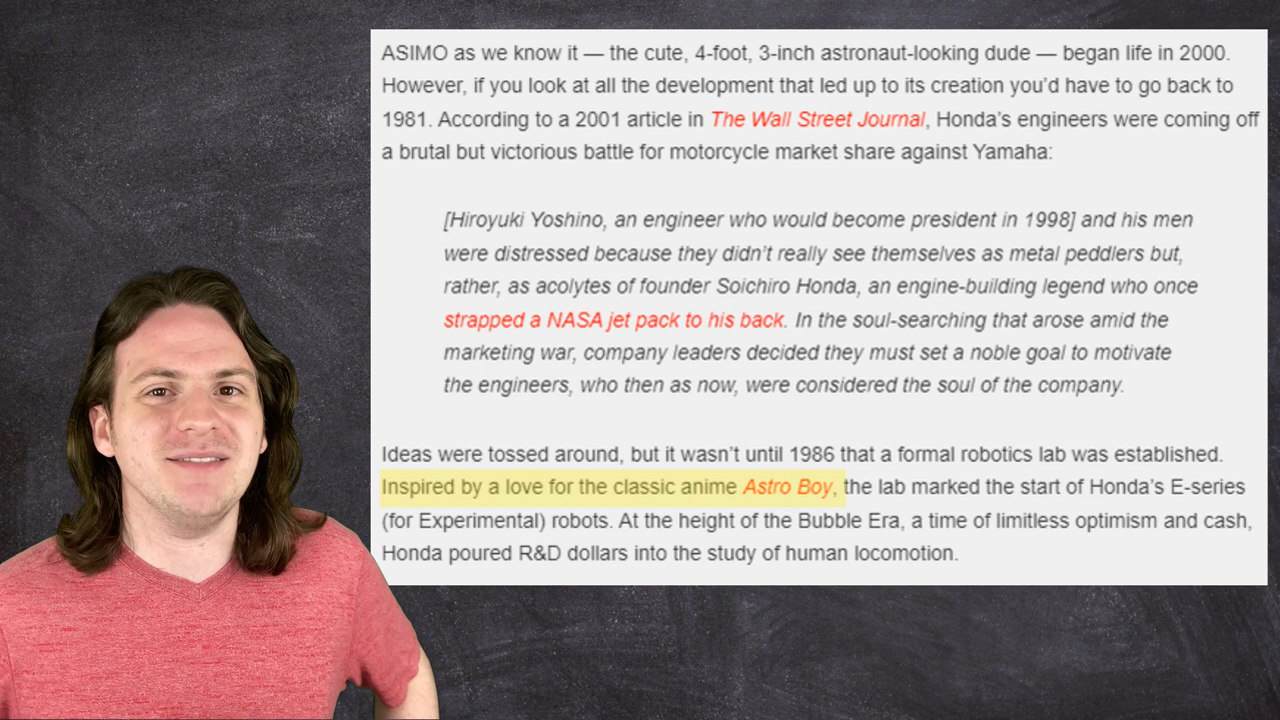 ASIMO as we know it — the cute, 4-foot, 3-inch astronaut-looking dude — began life in 2000.
However, if you look at all the development that led up to its creation you’d have to go back to
1981. According to a 2001 article in The Wall Street Journal, Honda’s engineers were coming off
a brutal but victorious battle for motorcycle market share against Yamaha:
[Hiroyuki Yoshino, an engineer who would become president in 1998] and his men
were distressed because they didn’t really see themselves as metal peddlers but,
rather, as acolytes of founder Soichiro Honda, an engine-building legend who once
strapped a NASA jet pack to his back. In the soul-searching that arose amid the
marketing war, company leaders decided they must set a noble goal to motivate
the engineers, who then as now, were considered the soul of the company.
Ideas were tossed around, but it wasn’t until 1986 that a formal robotics lab was established.
Inspired by a love for the classic anime Astro Boy, the lab marked the start of Honda’s E-series
(for Experimental) robots. At the height of the Bubble Era, a time of limitless optimism and cash,
Honda poured R&D dollars into the study of human locomotion.